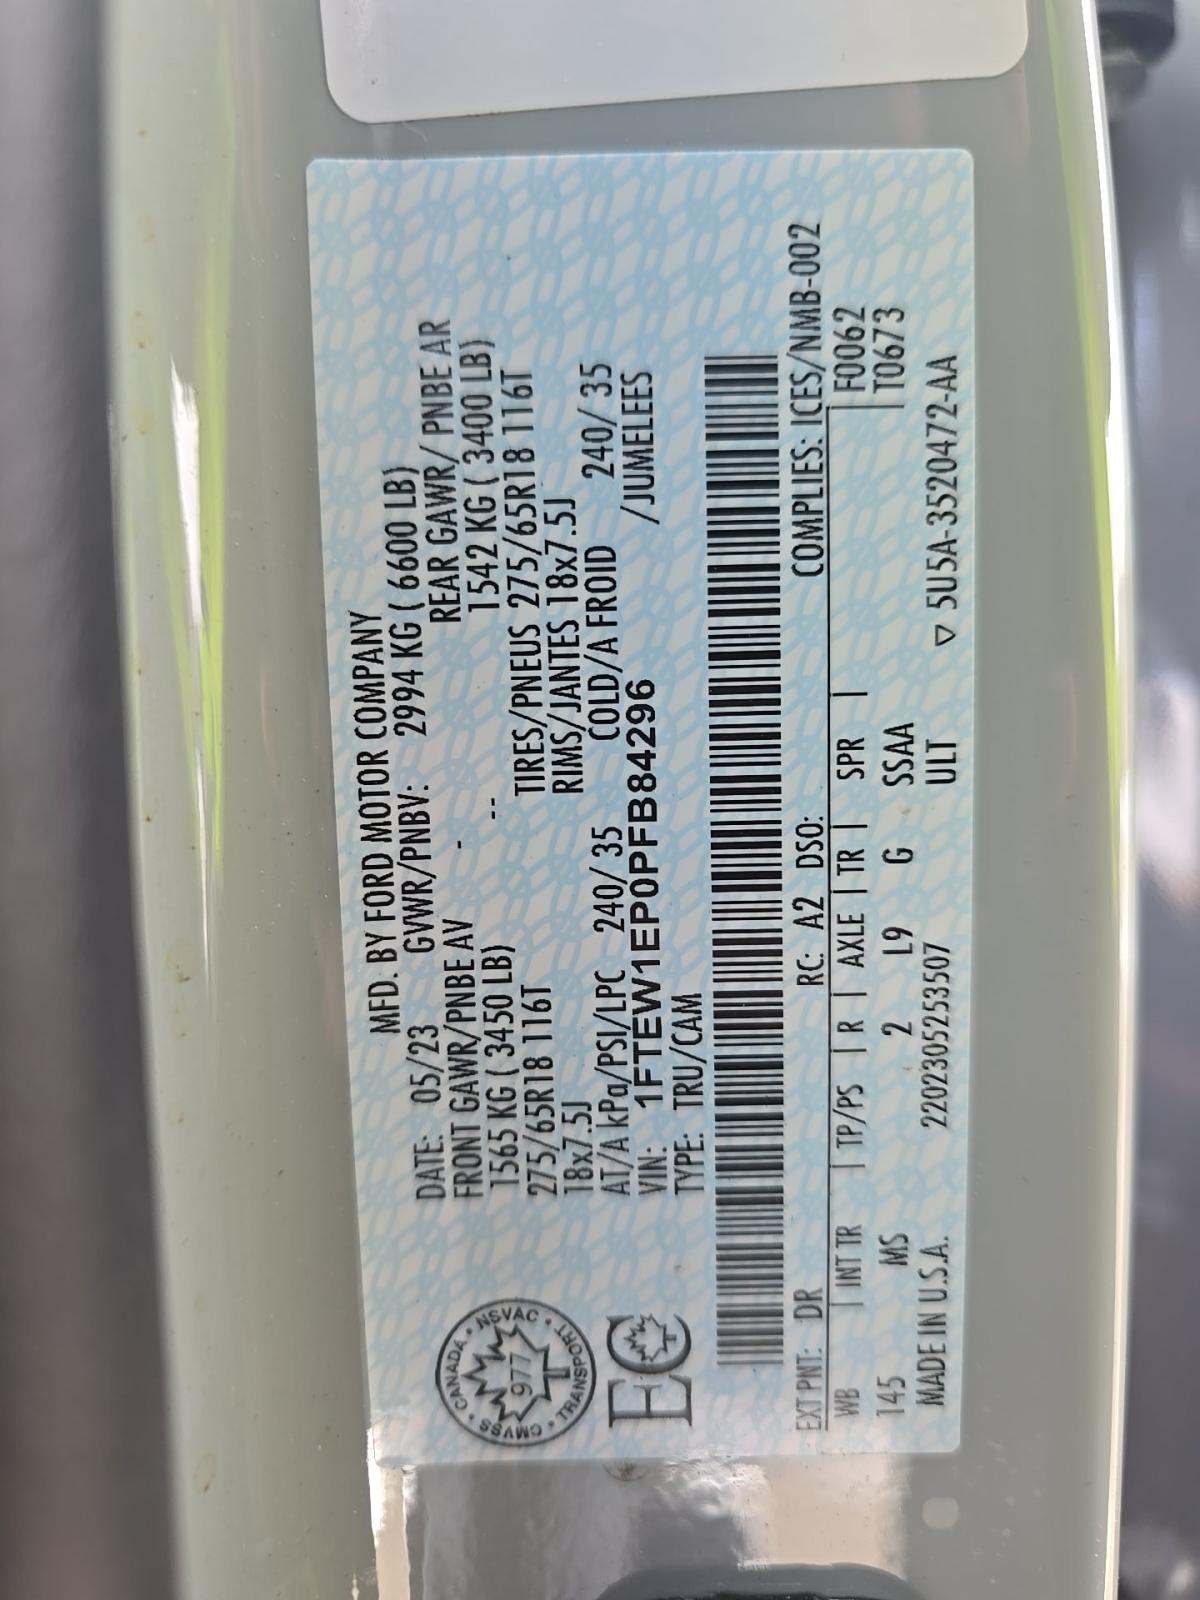 MFD. BY FORD MOTOR COMPANY
DATE: 05/23 GVWR/PNBV: 2994 KG ( 6600 LB)
FRONT GAWR/PNBE AV - REAR GAWR/ PNBE AR
1565 KG ( 3450 LB) -- 1542 KG ( 3400 LB)
275/65R18 116T TIRES/PNEUS 275/65R18 116T
18x7.5J RIMS/JANTES 18x7.5J
AT/A kPa/PSI/LPC 240/ 35 COLD/A FROID 240/ 35
VIN: 1FTEW1EP0PFB84296 /JUMELEES
TYPE: TRU/CAM
CANADA • NSVAC • TRANSPORT • CMVSS •
977
T
EC
RC: A2 DSO: COMPLIES: ICES/NMB-002
EXT PNT: DR
WB | INT TR | TP/PS | R | AXLE | TR | SPR | F0062
145 MS 2 L9 G SSAA T0673
MADE IN U.S.A. 220230525350​7 ULT ▽ 5U5A-3520472-AA